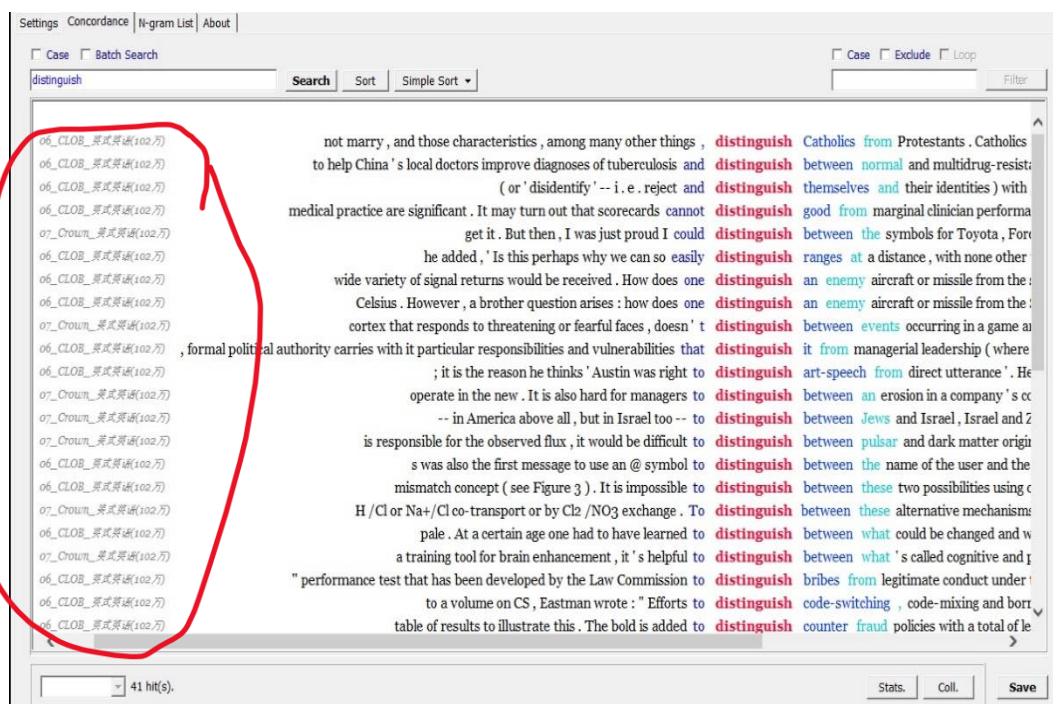 Settings Concordance N-gram List About
Case Batch Search Case Exclude Loop
distinguish Search Sort Simple Sort Filter
06_CLOB_英式英语(102万) not marry , and those characteristics , among many other things , distinguish Catholics from Protestants . Catholics
06_CLOB_英式英语(102万) to help China ' s local doctors improve diagnoses of tuberculosis and distinguish between normal and multidrug-resista
06_CLOB_英式英语(102万) ( or ' disidentify ' -- i . e . reject and distinguish themselves and their identities ) with
06_CLOB_英式英语(102万) medical practice are significant . It may turn out that scorecards cannot distinguish good from marginal clinician performa
07_Crown_英式英语(102万) get it . But then , I was just proud I could distinguish between the symbols for Toyota , Ford
06_CLOB_英式英语(102万) he added , ' Is this perhaps why we can so easily distinguish ranges at a distance , with none other
06_CLOB_英式英语(102万) wide variety of signal returns would be received . How does one distinguish an enemy aircraft or missile from the
06_CLOB_英式英语(102万) Celsius . However , a brother question arises : how does one distinguish an enemy aircraft or missile from the
07_Crown_英式英语(102万) cortex that responds to threatening or fearful faces , doesn ' t distinguish between events occurring in a game a
06_CLOB_英式英语(102万) , formal political authority carries with it particular responsibilities and vulnerabilities that distinguish it from managerial leadership ( where
06_CLOB_英式英语(102万) ; it is the reason he thinks ' Austin was right to distinguish art-speech from direct utterance ' . He
07_Crown_英式英语(102万) operate in the new . It is also hard for managers to distinguish between an erosion in a company ' s co
07_Crown_英式英语(102万) -- in America above all , but in Israel too -- to distinguish between Jews and Israel , Israel and Z
07_Crown_英式英语(102万) is responsible for the observed flux , it would be difficult to distinguish between pulsar and dark matter origi
06_CLOB_英式英语(102万) s was also the first message to use an @ symbol to distinguish between the name of the user and the
06_CLOB_英式英语(102万) mismatch concept ( see Figure 3 ) . It is impossible to distinguish between these two possibilities using
07_Crown_英式英语(102万) H /Cl or Na+/Cl co-transport or by Cl2 /NO3 exchange . To distinguish between these alternative mechanisms
06_CLOB_英式英语(102万) pale . At a certain age one had to have learned to distinguish between what could be changed and w
07_Crown_英式英语(102万) a training tool for brain enhancement , it ' s helpful to distinguish between what ' s called cognitive and p
06_CLOB_英式英语(102万) " performance test that has been developed by the Law Commission to distinguish bribes from legitimate conduct under
06_CLOB_英式英语(102万) to a volume on CS , Eastman wrote : " Efforts to distinguish code-switching , code-mixing and borr
06_CLOB_英式英语(102万) table of results to illustrate this . The bold is added to distinguish counter fraud policies with a total of le
41 hit(s). Stats. Coll. Save